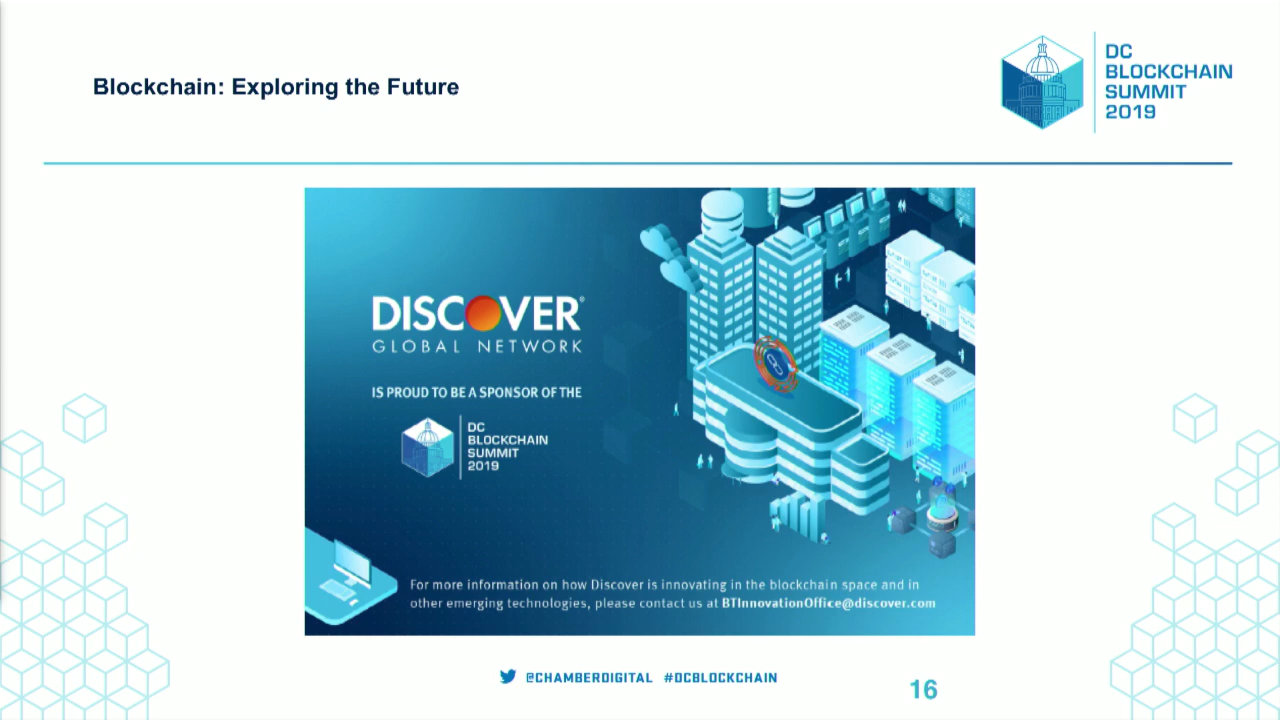 Blockchain: Exploring the Future
DC
BLOCKCHAIN
SUMMIT
2019
DISCOVER®
GLOBAL NETWORK
IS PROUD TO BE A SPONSOR OF THE
DC
BLOCKCHAIN
SUMMIT
2019
For more information on how Discover is innovating in the blockchain space and in
other emerging technologies, please contact us at BTInnovationOffice@discover.com
@CHAMBERDIGITAL #DCBLOCKCHAIN
16